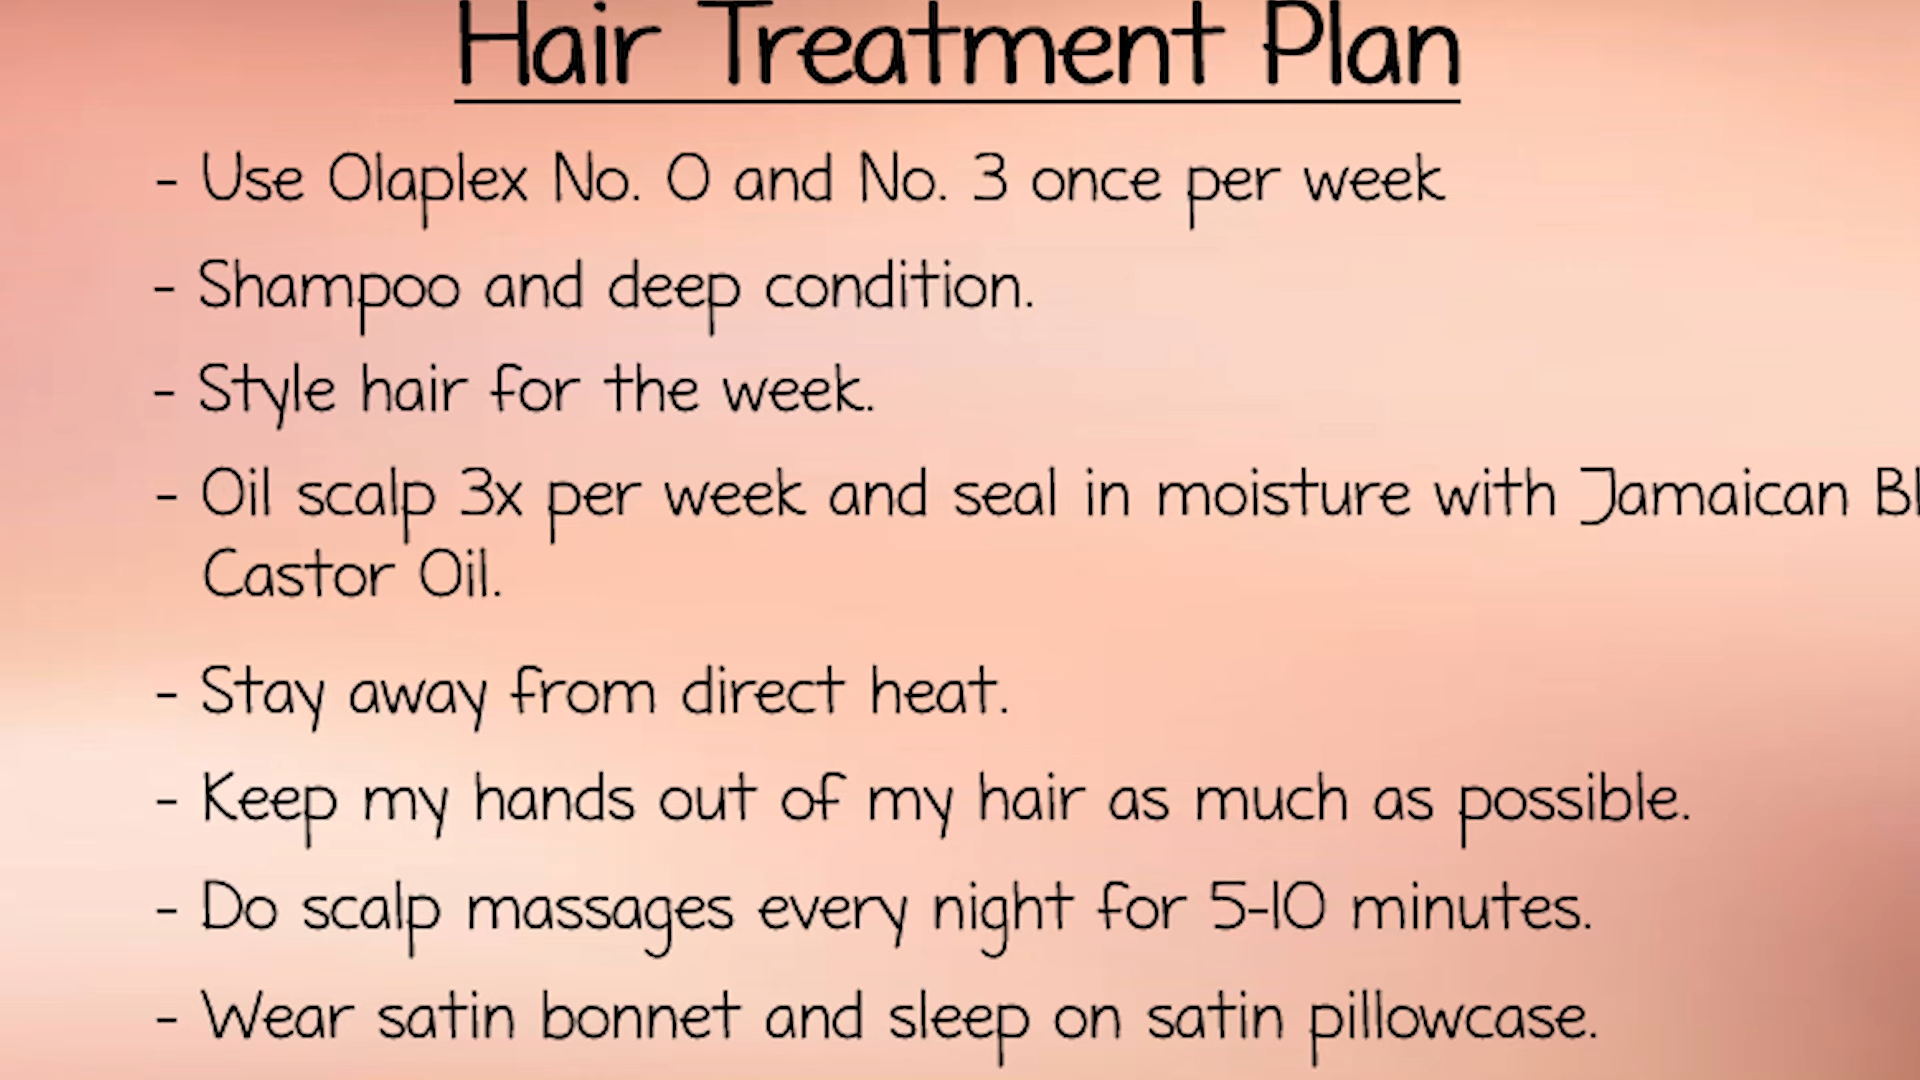 Hair Treatment Plan
- Use Olaplex No. 0 and No. 3 once per week
- Shampoo and deep condition.
- Style hair for the week.
- Oil scalp 3x per week and seal in moisture with Jamaican
Castor Oil.
- Stay away from direct heat.
- Keep my hands out of my hair as much as possible.
- Do scalp massages every night for 5-10 minutes.
- Wear satin bonnet and sleep on satin pillowcase.